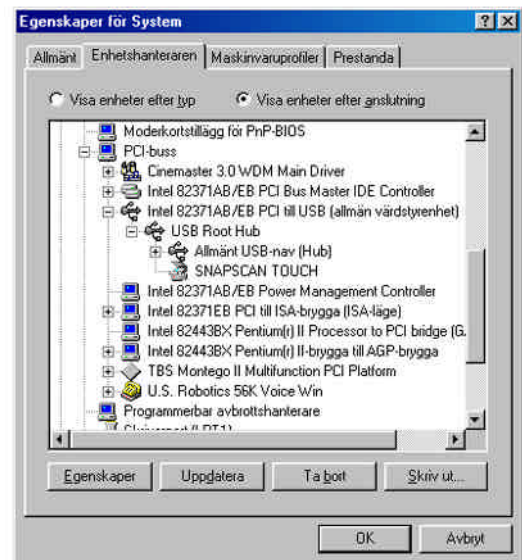 Egenskaper för System
Allmänt Enhetshanteraren Maskinvaruprofiler Prestanda
Visa enheter efter typ Visa enheter efter anslutning
Moderkortstillägg för PnP-BIOS
PCI-buss
Cinemaster 3.0 WDM Main Driver
Intel 82371AB/EB PCI Bus Master IDE Controller
Intel 82371AB/EB PCI till USB (allmän värdstyrenhet)
USB Root Hub
Allmänt USB-nav (Hub)
SNAPSCAN TOUCH
Intel 82371AB/EB Power Management Controller
Intel 82371EB PCI till ISA-brygga (ISA-läge)
Intel 82443BX Pentium(r) II Processor to PCI bridge (G.
Intel 82443BX Pentium(r) II-brygga till AGP-brygga
TBS Montego II Multifunction PCI Platform
U.S. Robotics 56K Voice Win
Programmerbar avbrottshanterare
Skrivarport (LPT1)
Egenskaper Uppdatera Ta bort Skriv ut...
OK Avbryt